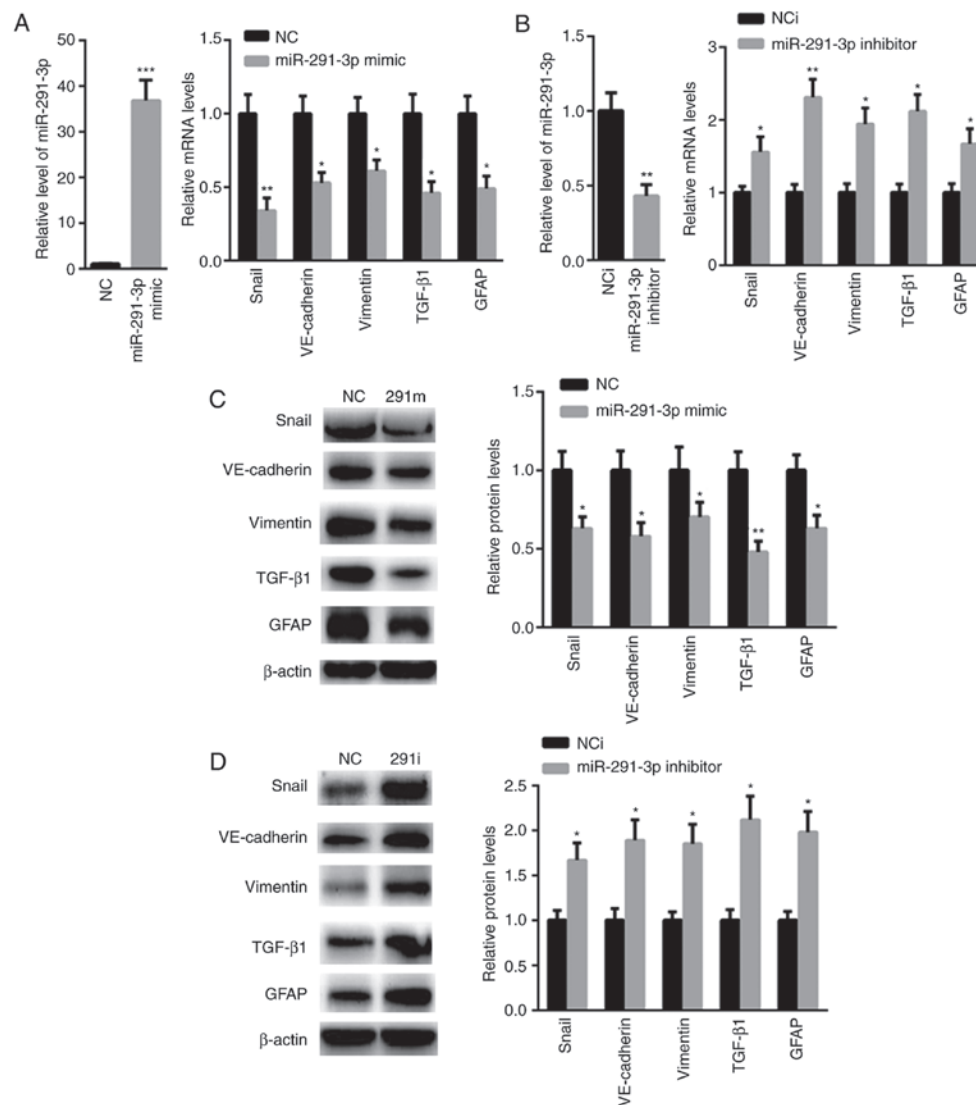 A
Relative level of miR-291-3p
50
40
30
20
10
0
***
NC
miR-291-3p
mimic
NC
miR-291-3p mimic
Relative mRNA levels
1.5
1.0
0.5
0.0
**
*
*
*
*
Snail
VE-cadherin
Vimentin
TGF-β1
GFAP
B
Relative level of miR-291-3p
1.5
1.0
0.5
0.0
**
NCi
miR-291-3p
inhibitor
NCi
miR-291-3p inhibitor
Relative mRNA levels
3
2
1
0
*
**
*
*
*
Snail
VE-cadherin
Vimentin
TGF-β1
GFAP
C
NC 291m
Snail
VE-cadherin
Vimentin
TGF-β1
GFAP
β-actin
NC
miR-291-3p mimic
Relative protein levels
1.5
1.0
0.5
0.0
*
*
*
**
*
Snail
VE-cadherin
Vimentin
TGF-β1
GFAP
D
NC 291i
Snail
VE-cadherin
Vimentin
TGF-β1
GFAP
β-actin
NCi
miR-291-3p inhibitor
Relative protein levels
2.5
2.0
1.5
1.0
0.5
0.0
*
*
*
*
*
Snail
VE-cadherin
Vimentin
TGF-β1
GFAP